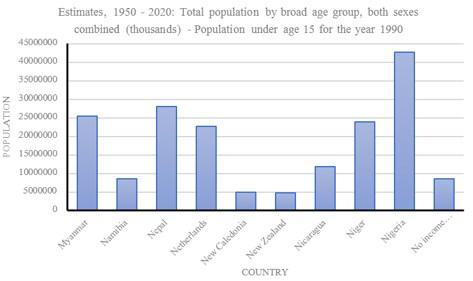 Estimates, 1950 - 2020: Total population by broad age group, both sexes
combined (thousands) - Population under age 15 for the year 1990
45000000
40000000
35000000
30000000
25000000
20000000
15000000
10000000
5000000
0
POPULATION
Myanmar
Namibia
Nepal
Netherlands
New Caledonia
New Zealand
Nicaragua
Niger
Nigeria
No income…
COUNTRY